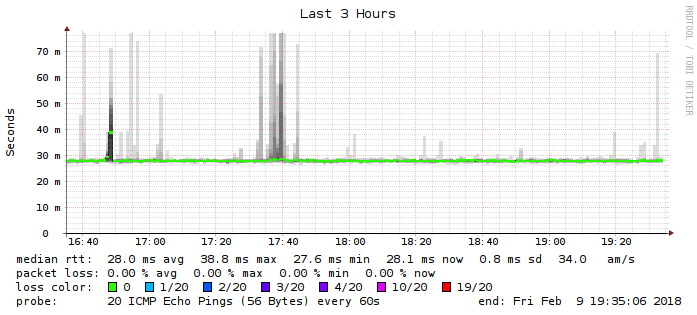 Last 3 Hours
RRDTOOL / TOBI OETIKER
Seconds
70 m
60 m
50 m
40 m
30 m
20 m
10 m
0
16:40 17:00 17:20 17:40 18:00 18:20 18:40 19:00 19:20
median rtt: 28.0 ms avg 38.8 ms max 27.6 ms min 28.1 ms now 0.8 ms sd 34.0 am/s
packet loss: 0.00 % avg 0.00 % max 0.00 % min 0.00 % now
loss color: 0 1/20 2/20 3/20 4/20 10/20 19/20
probe: 20 ICMP Echo Pings (56 Bytes) every 60s end: Fri Feb 9 19:35:06 2018